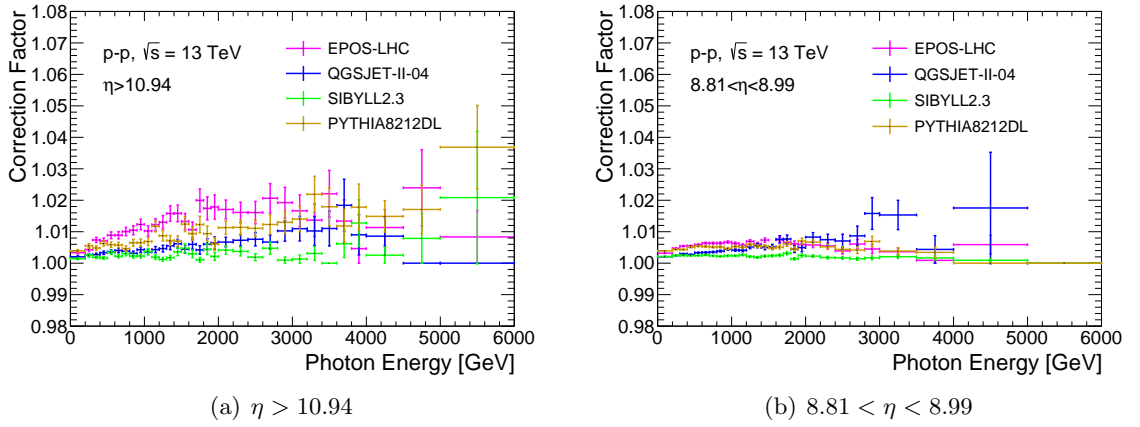 Correction Factor
1.08
1.07
1.06
1.05
1.04
1.03
1.02
1.01
1.00
0.99
0.98
p-p, √s = 13 TeV
η>10.94
EPOS-LHC
QGSJET-II-04
SIBYLL2.3
PYTHIA8212DL
0 1000 2000 3000 4000 5000 6000
Photon Energy [GeV]
(a) η > 10.94
Correction Factor
1.08
1.07
1.06
1.05
1.04
1.03
1.02
1.01
1.00
0.99
0.98
p-p, √s = 13 TeV
8.81<η<8.99
EPOS-LHC
QGSJET-II-04
SIBYLL2.3
PYTHIA8212DL
0 1000 2000 3000 4000 5000 6000
Photon Energy [GeV]
(b) 8.81 < η < 8.99